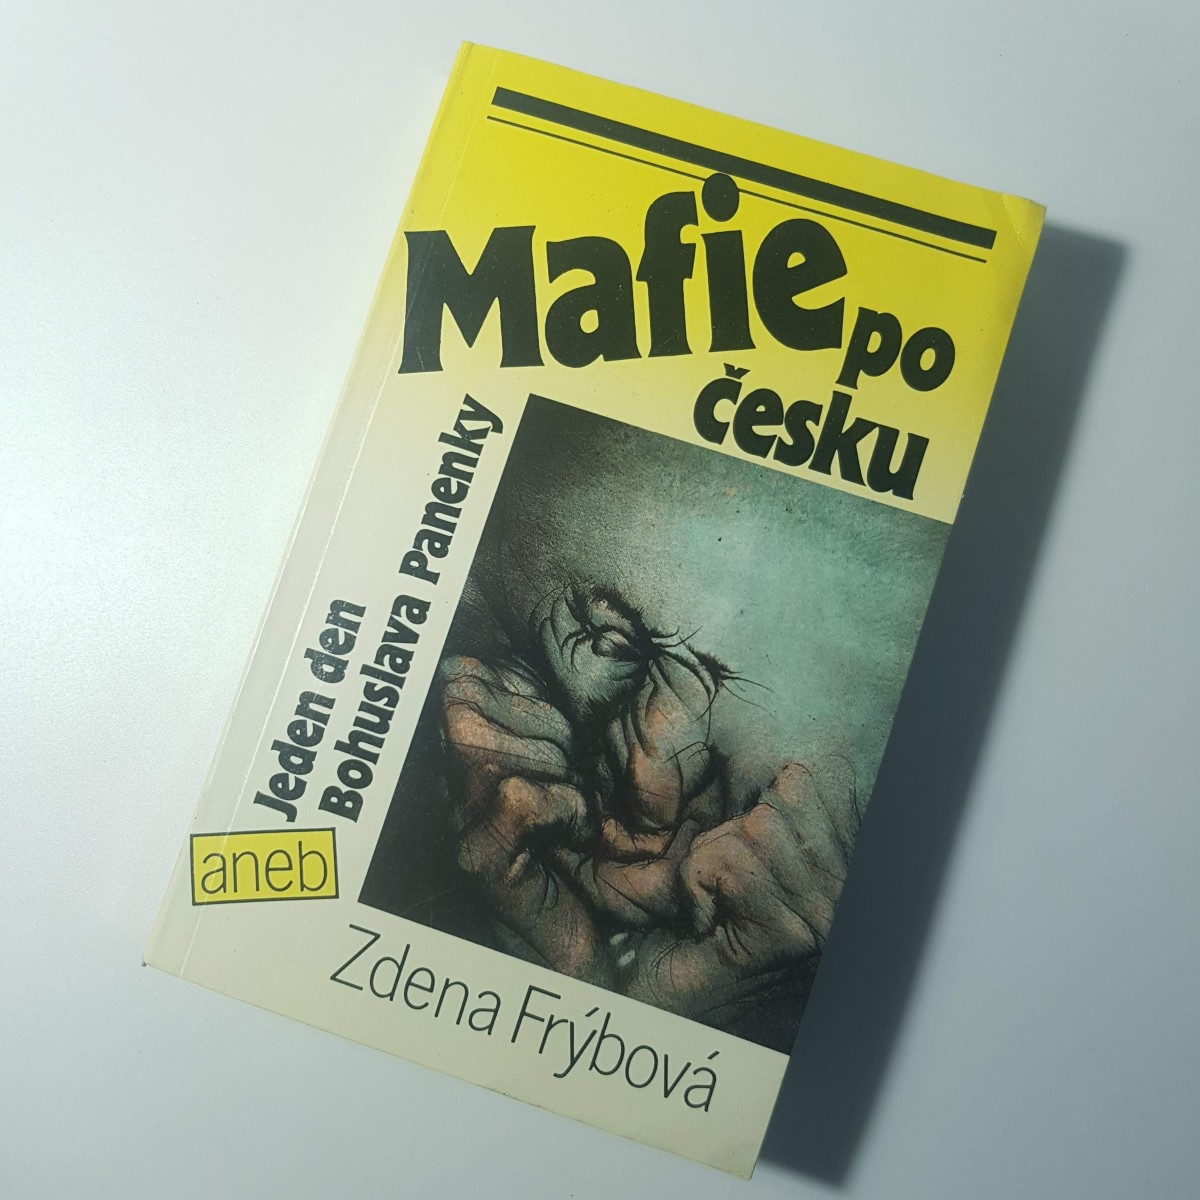 Mafie po
česku
aneb
Jeden den
Bohuslava Panenky
Zdena Frýbová